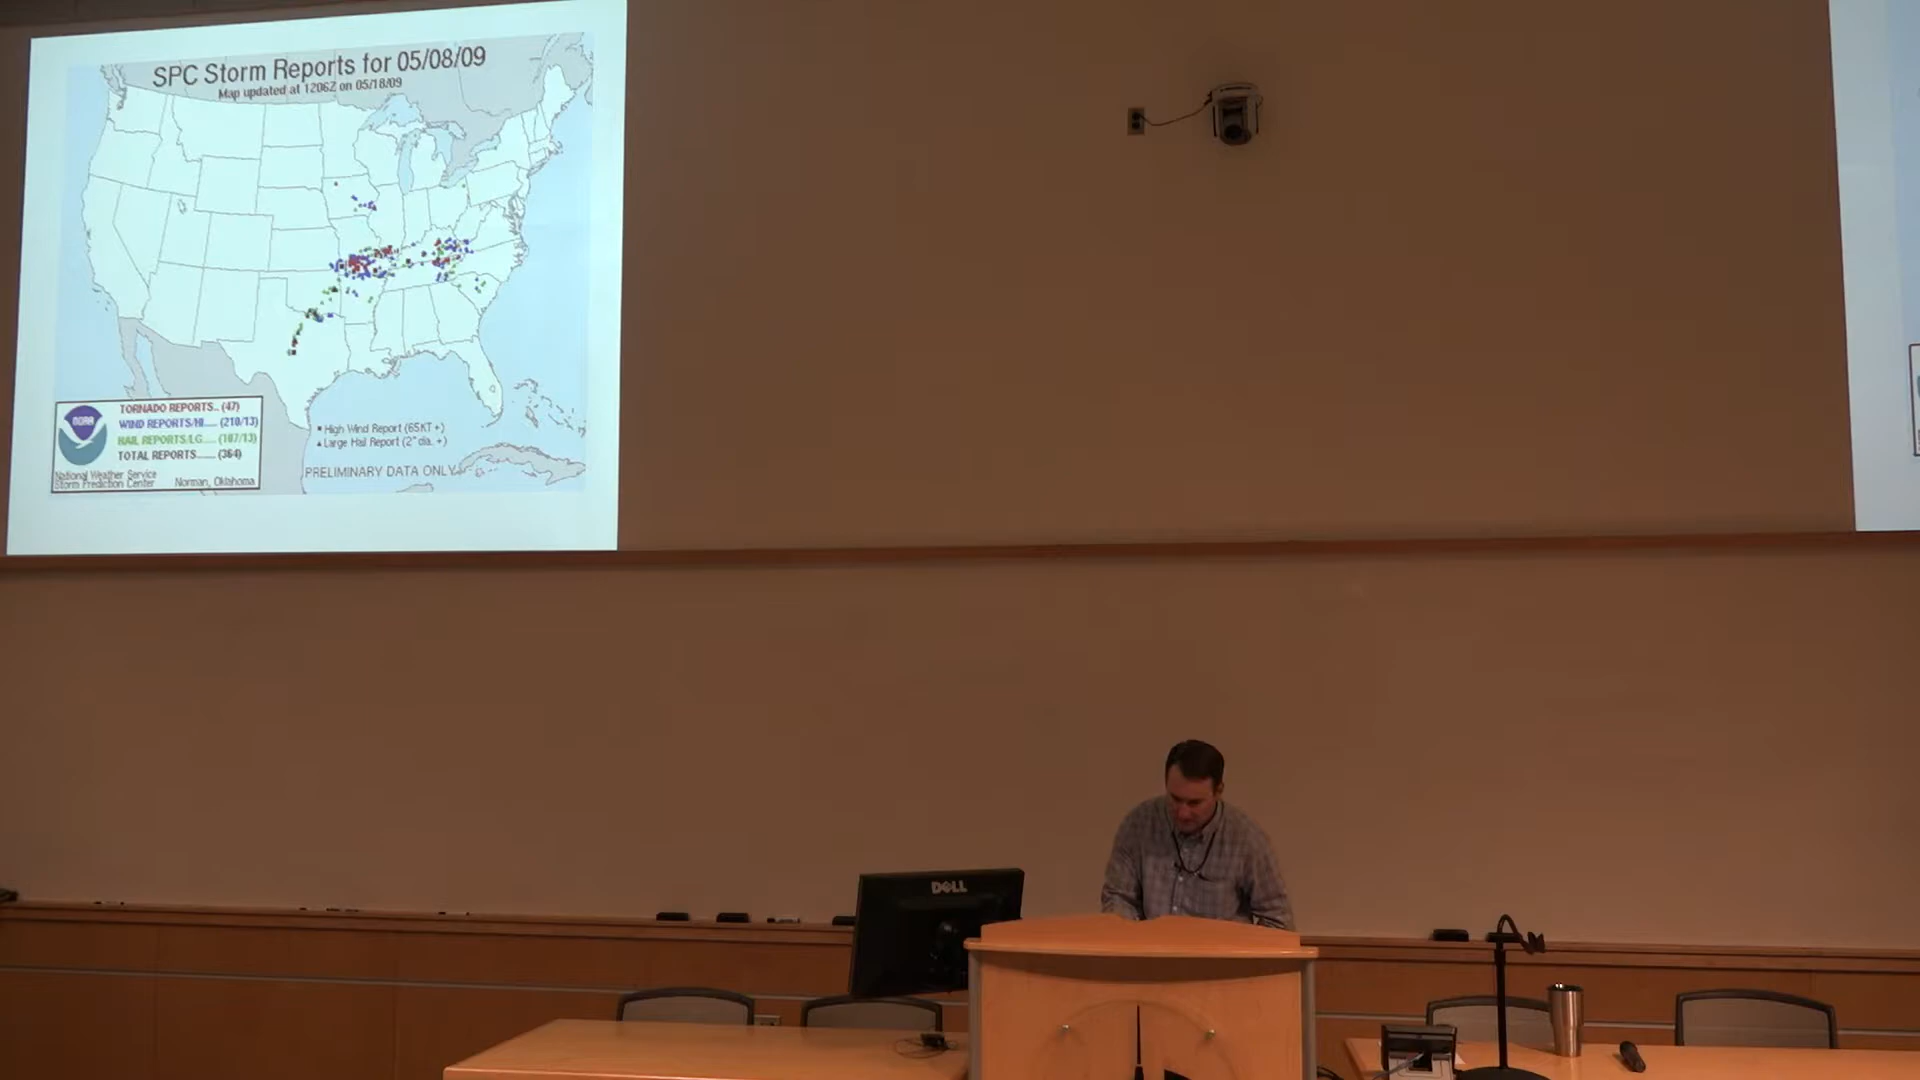 SPC Storm Reports for 05/08/09
Map updated at 1206Z on 05/18/09
NOAA
TORNADO REPORTS.. (47)
WIND REPORTS/HI..... (210/13)
HAIL REPORTS/LG..... (107/13)
TOTAL REPORTS....... (364)
National Weather Service
Storm Prediction Center
Norman, Oklahoma
High Wind Report (65KT +)
Large Hail Report (2" dia. +)
PRELIMINARY DATA ONLY
DELL